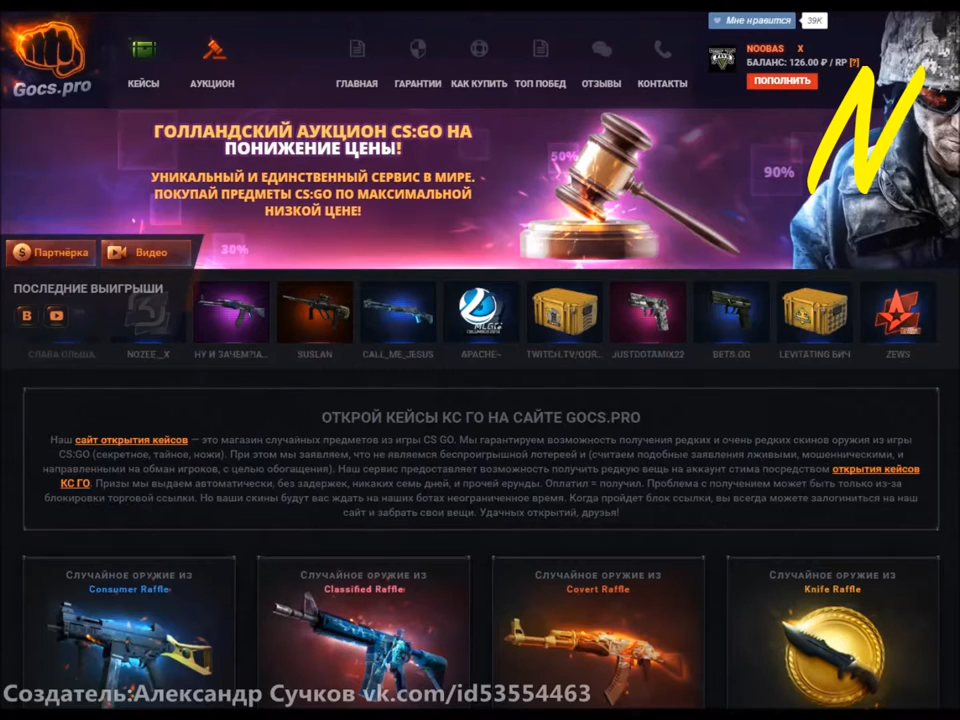 Мне нравится 39K
Gocs.pro
КЕЙСЫ АУКЦИОН ГЛАВНАЯ ГАРАНТИИ КАК КУПИТЬ ТОП ПОБЕД ОТЗЫВЫ КОНТАКТЫ
NOOBAS X
БАЛАНС: 126.00 ₽ / RP [?]
ПОПОЛНИТЬ
N
ГОЛЛАНДСКИЙ АУКЦИОН CS:GO НА
ПОНИЖЕНИЕ ЦЕНЫ!
УНИКАЛЬНЫЙ И ЕДИНСТВЕННЫЙ СЕРВИС В МИРЕ.
ПОКУПАЙ ПРЕДМЕТЫ CS:GO ПО МАКСИМАЛЬНОЙ
НИЗКОЙ ЦЕНЕ!
50%
90%
30%
Партнёрка Видео
ПОСЛЕДНИЕ ВЫИГРЫШИ
СЛАВА ОЛЬША. NOZEE_X НУ И ЗАЧЕМ?!А... SUSLAN CALL_ME_JESUS APACHE~ TWITCH.TV/QQR... JUSTDOTAMIX22 BETS.GG LEVITATING БИЧ ZEWS
ОТКРОЙ КЕЙСЫ КС ГО НА САЙТЕ GOCS.PRO
Наш сайт открытия кейсов — это магазин случайных предметов из игры CS GO. Мы гарантируем возможность получения редких и очень редких скинов оружия из игры
CS:GO (секретное, тайное, ножи). При этом мы заявляем, что не является беспроигрышной лотереей и (считаем подобные заявления лживыми, мошенническими, и
направленными на обман игроков, с целью обогащения). Наш сервис предоставляет возможность получить редкую вещь на аккаунт стима посредством открытия кейсов
КС ГО. Призы мы выдаем автоматически, без задержек, никаких семь дней, и прочей ерунды. Оплатил = получил. Проблема с получением может быть только из-за
блокировки торговой ссылки. Но ваши скины будут вас ждать на наших ботах неограниченное время. Когда пройдет блок ссылки, вы всегда можете залогиниться на наш
сайт и забрать свои вещи. Удачных открытий, друзья!
Случайное оружие из Случайное оружие из Случайное оружие из Случайное оружие из
Consumer Raffle Classified Raffle Covert Raffle Knife Raffle
Создатель:Александр Сучков vk.com/id53554463